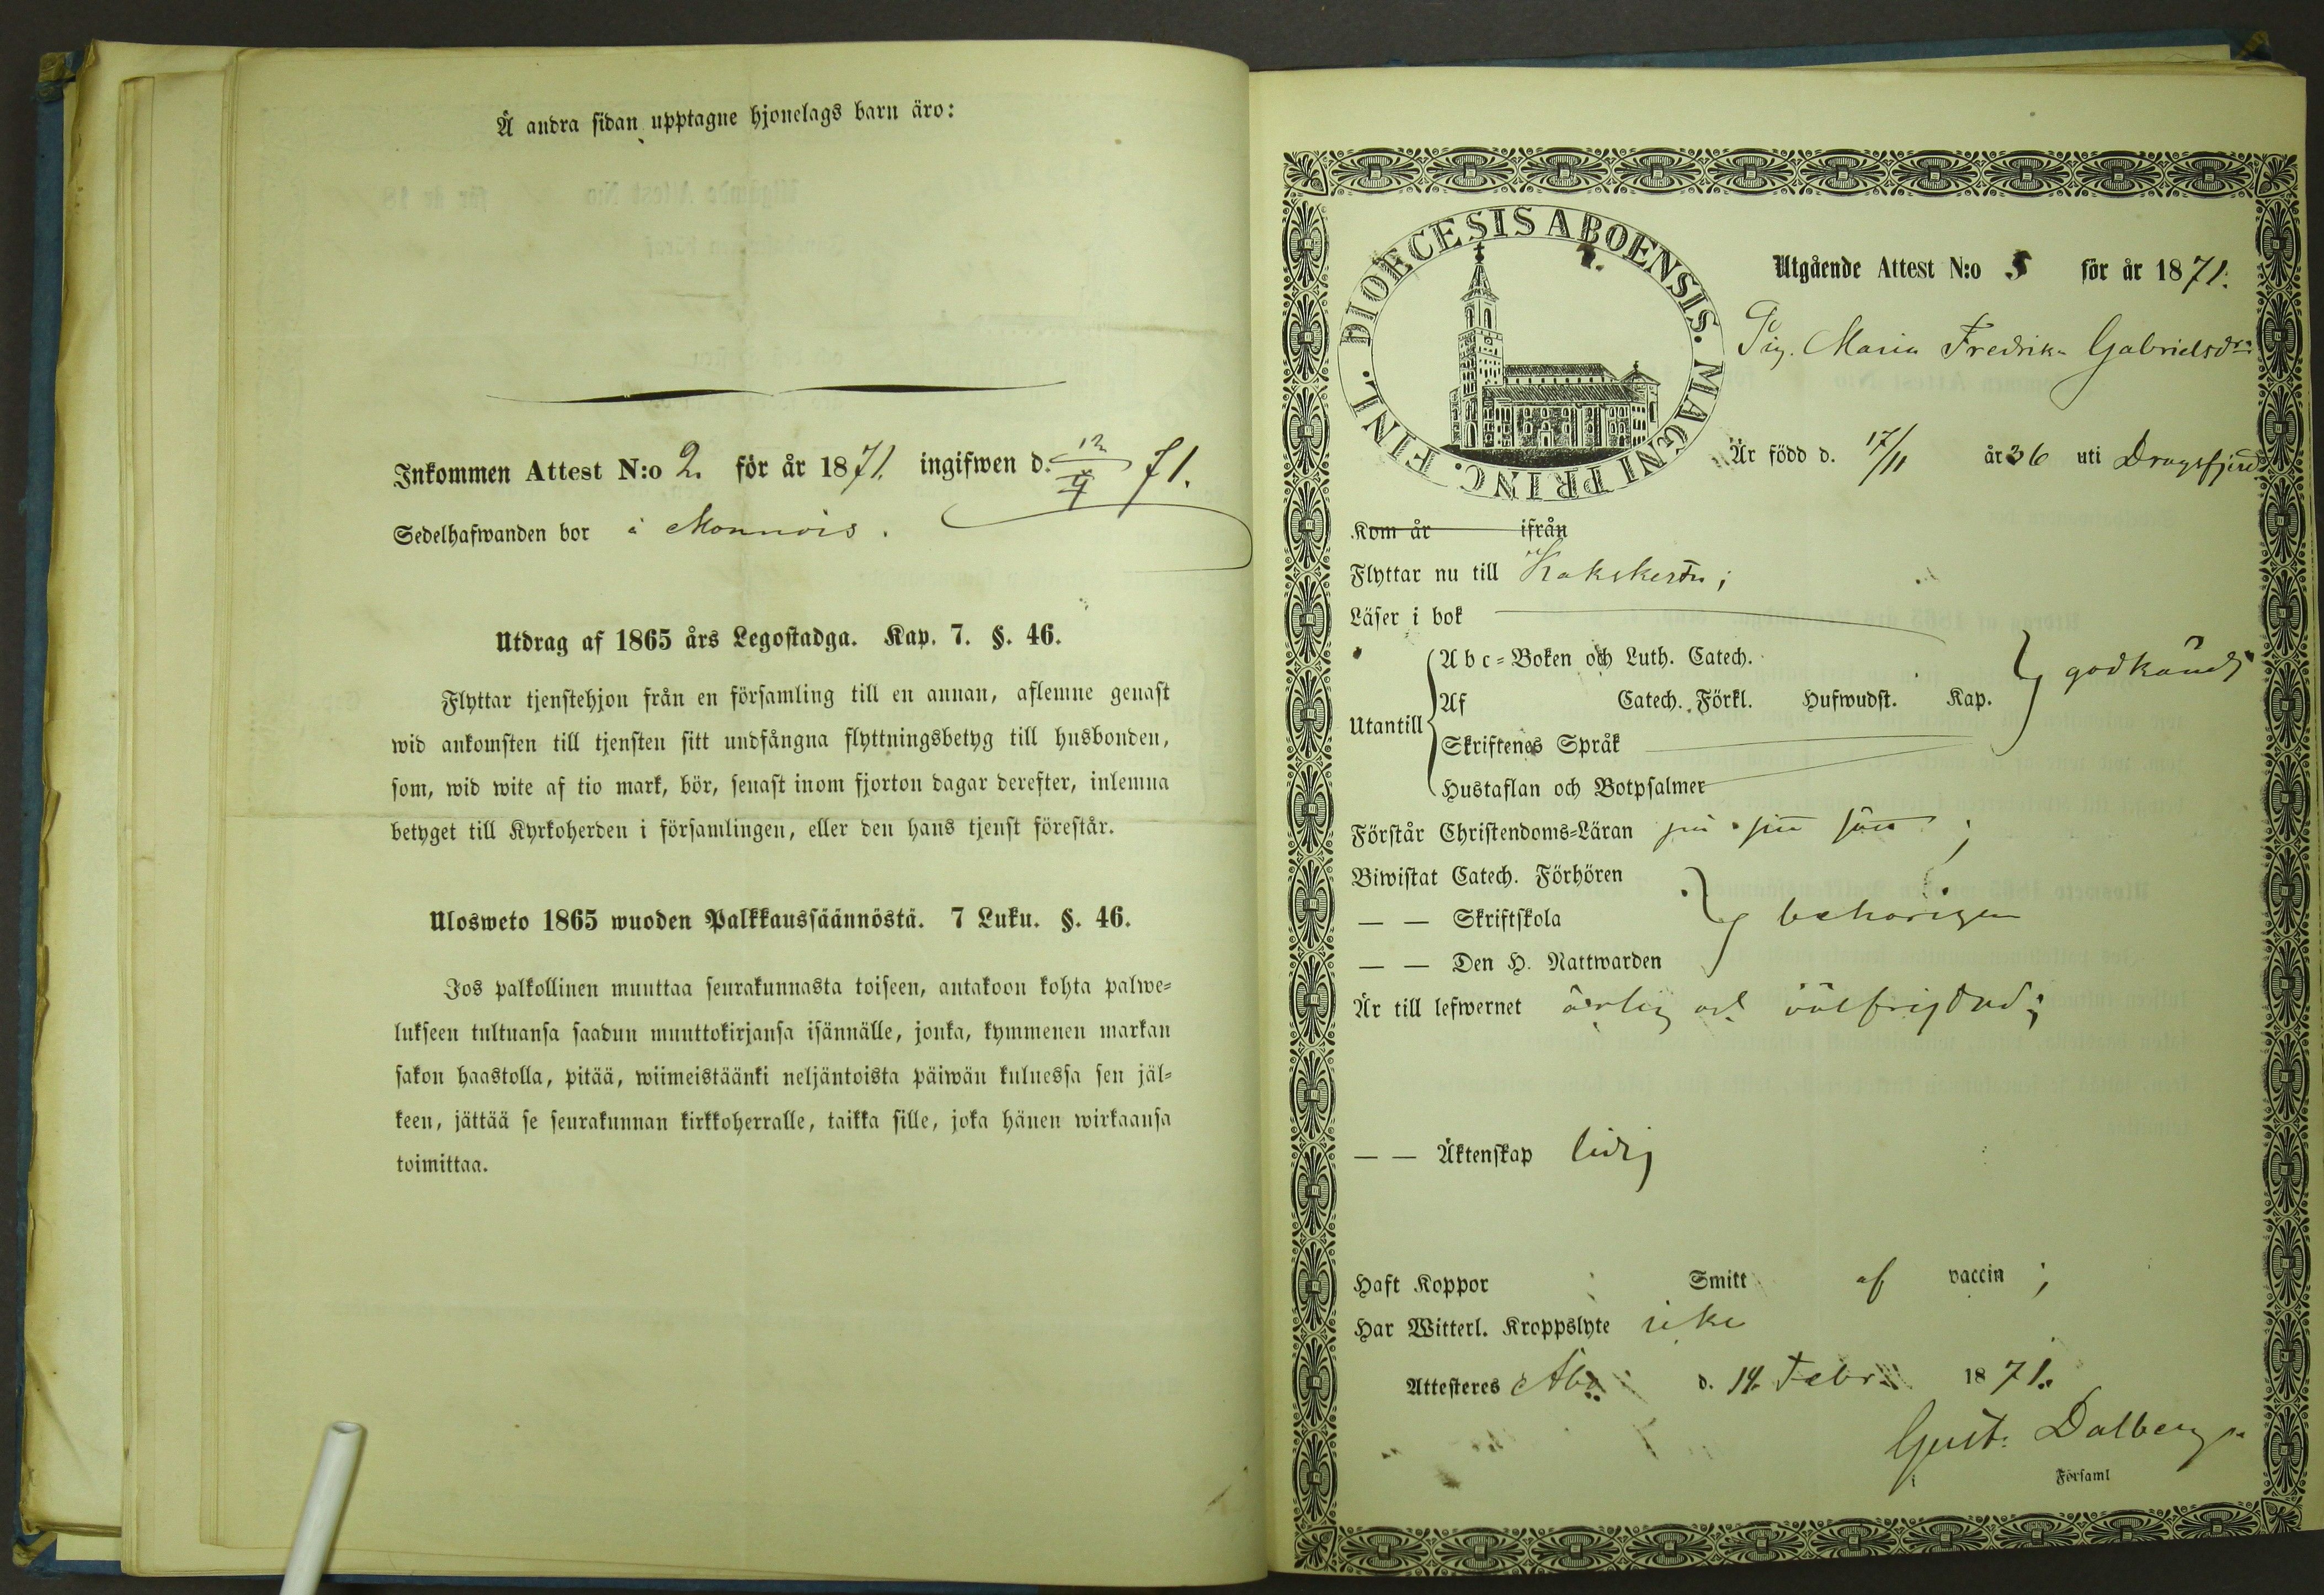 Å andra sidan upptagne hjonelags barn äro:
Inkommen Attest N:o 2. för år 1871. ingifwen d. 12/4 71.
Sedelhafwanden bor å Monnois.
Utdrag af 1865 års Legostadga. Kap. 7. §. 46.
Flyttar tjenstehjon från en församling till en annan, aflemne genast
wid ankomsten till tjensten sitt undfångna flyttningsbetyg till husbonden,
som, wid wite af tio mark, bör, senast inom fjorton dagar derefter, inlemna
betyget till Kyrkoherden i församlingen, eller den hans tjenst förestår.
Ulosweto 1865 wuoden Palkkaussäännöstä. 7 Luku. §. 46.
Jos palkollinen muuttaa seurakunnasta toiseen, antakoon kohta palwe=
lukseen tultuansa saadun muuttokirjansa isännälle, jonka, kymmenen markan
sakon haastolla, pitää, wiimeistäänki neljäntoista päiwän kuluessa sen jäl=
keen, jättää se seurakunnan kirkkoherralle, taikka sille, joka hänen wirkaansa
toimittaa.
DIOECESIS ABOENSIS. MAGNI PRINC. FINL.
7.
Utgående Attest N:o 5 för år 1871.
Pig. Maria Fredrika Gabrielsdr:
Är född d. 17/11 år 36 uti Dragsfjerd
Kom år ifrån
Flyttar nu till Kakskerta;
Läser i bok
Abc=Boken och Luth. Catech.
Af Catech. Förkl. Hufwudst. Kap.
godkändt
Utantill
Skriftenes Språk
Hustaflan och Botpsalmer
Förstår Christendoms=Läran
Biwistat Catech. Förhören
— — Skriftskola
behörigen
— — Den H. Nattwarden
Är till lefwernet ärlig och välfrejdad;
— — Äktenskap ledig
Haft Koppor Smitt af vaccin;
Har Witterl. Kroppslyte icke
Attesteres Åbo d. 14. Febr. 1871.
Gust. Dalberg
i Församl